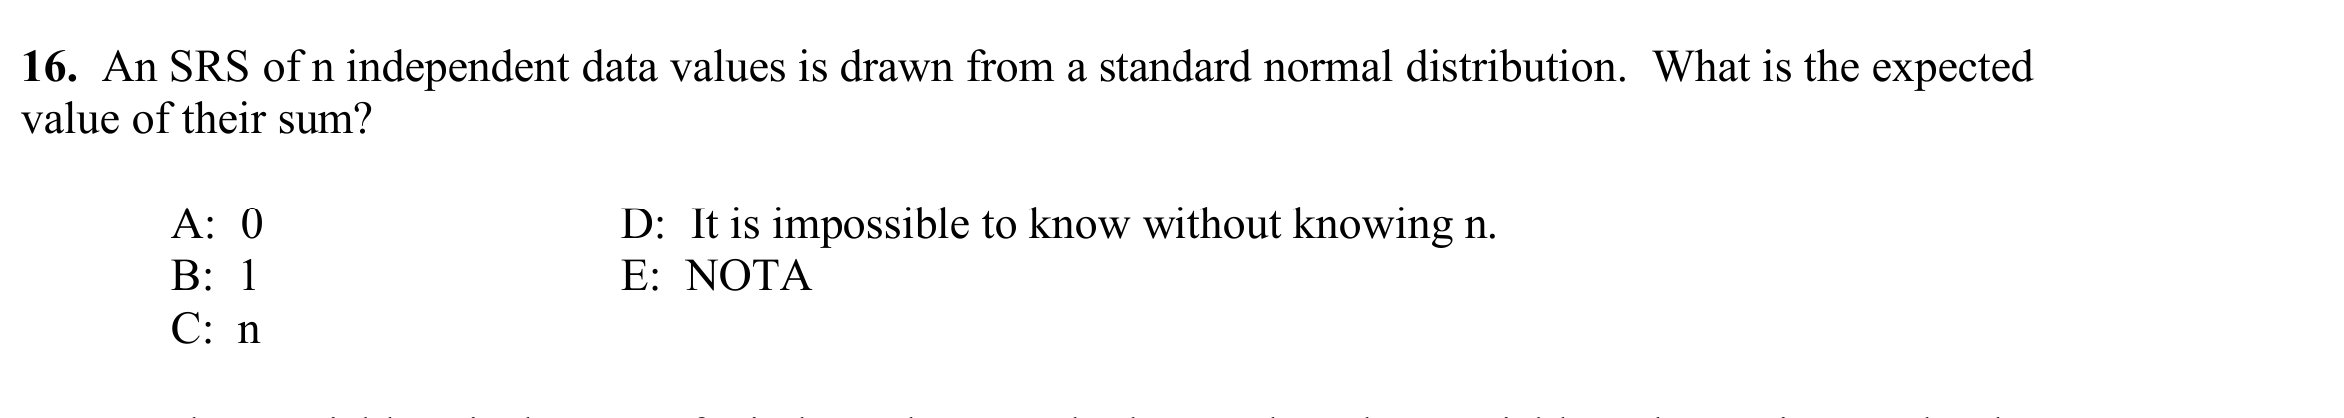 16. An SRS of n independent data values is drawn from a standard normal distribution. What is the expected
value of their sum?
A: 0
B: 1
C: n
D: It is impossible to know without knowing n.
E: NOTA